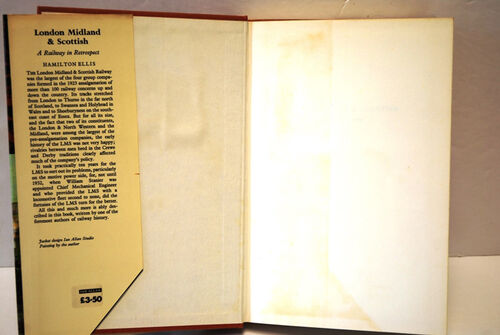 London Midland
& Scottish
A Railway in Retrospect
HAMILTON ELLIS
THE London Midland & Scottish Railway
was the largest of the four group compa-
nies formed in the 1923 amalgamation of
more than 100 railway concerns up and
down the country. Its tracks stretched
from London to Thurso in the far north
of Scotland, to Swansea and Holyhead in
Wales and to Shoeburyness on the south-
east coast of Essex. But for all its size,
and the fact that two of its constituents,
the London & North Western and the
Midland, were among the largest of the
pre-amalgamation companies, the early
history of the LMS was not very happy;
rivalries between men bred in the Crewe
and Derby traditions clearly affected
much of the company's policy.
It took practically ten years for the
LMS to sort out its problems, particularly
on the motive power side, for, not until
1932, when William Stanier was
appointed Chief Mechanical Engineer
and who provided the LMS with a
locomotive fleet second to none, did the
fortunes of the LMS turn for the better.
All this and much more is ably des-
cribed in this book, written by one of the
foremost authors of railway history.
Jacket design Ian Allan Studio
Painting by the author
IAN ALLAN
£3·50